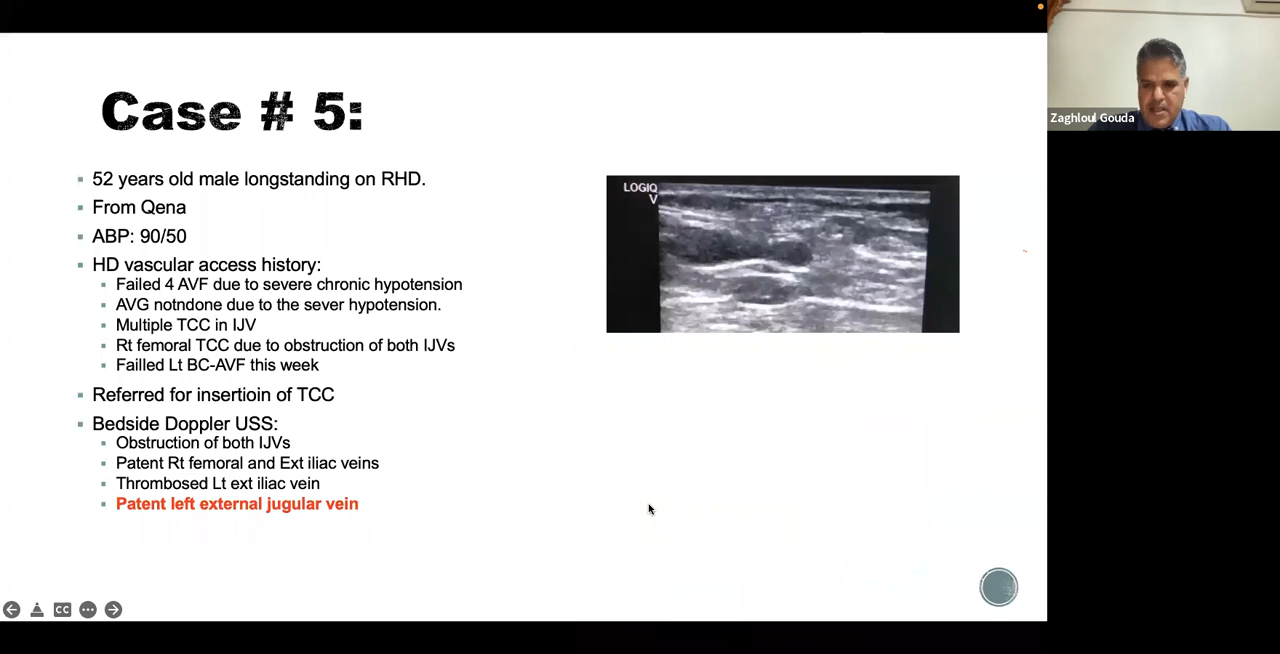 Case # 5:
52 years old male longstanding on RHD.
From Qena
ABP: 90/50
HD vascular access history:
Failed 4 AVF due to severe chronic hypotension
AVG notndone due to the sever hypotension.
Multiple TCC in IJV
Rt femoral TCC due to obstruction of both IJVs
Failled Lt BC-AVF this week
Referred for insertioin of TCC
Bedside Doppler USS:
Obstruction of both IJVs
Patent Rt femoral and Ext iliac veins
Thrombosed Lt ext iliac vein
Patent left external jugular vein
LOGIQ
V
Zaghloul Gouda
CC